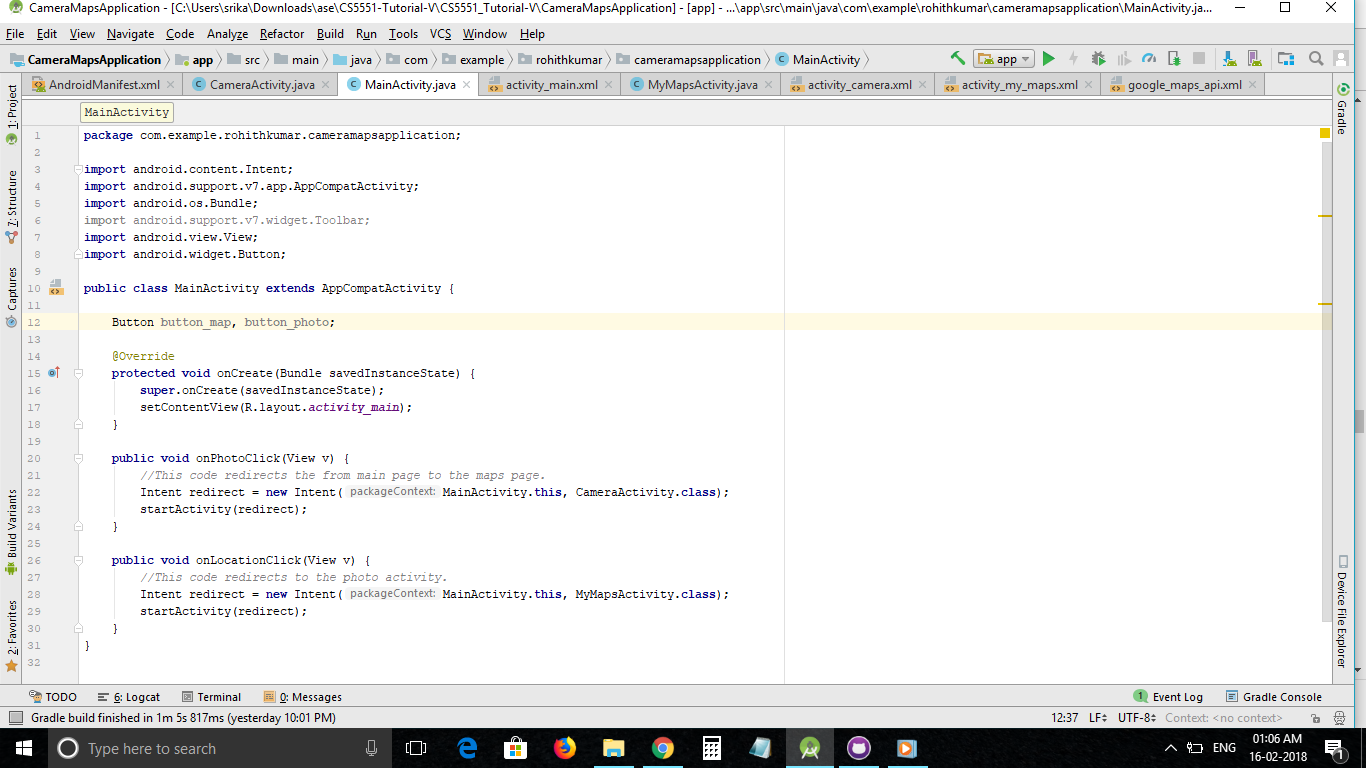 CameraMapsApplication - [C:\Users\srika\Downloads\ase\CS5551-Tutorial-V\CS5551_Tutorial-V\CameraMapsApplication] - [app] - ...\app\src\main\java\com\example\rohithkumar\cameramapsapplication\MainActivity.ja...
File Edit View Navigate Code Analyze Refactor Build Run Tools VCS Window Help
CameraMapsApplication app src main java com example rohithkumar cameramapsapplication MainActivity app
AndroidManifest.xml CameraActivity.java MainActivity.java activity_main.xml MyMapsActivity.java activity_camera.xml activity_my_maps.xml google_maps_api.xml
MainActivity
1 package com.example.rohithkumar.cameramapsapplication;
2
3 import android.content.Intent;
4 import android.support.v7.app.AppCompatActivity;
5 import android.os.Bundle;
6 import android.support.v7.widget.Toolbar;
7 import android.view.View;
8 import android.widget.Button;
9
10 public class MainActivity extends AppCompatActivity {
11
12 Button button_map, button_photo;
13
14 @Override
15 protected void onCreate(Bundle savedInstanceState) {
16 super.onCreate(savedInstanceState);
17 setContentView(R.layout.activity_main);
18 }
19
20 public void onPhotoClick(View v) {
21 //This code redirects the from main page to the maps page.
22 Intent redirect = new Intent( packageContext: MainActivity.this, CameraActivity.class);
23 startActivity(redirect);
24 }
25
26 public void onLocationClick(View v) {
27 //This code redirects to the photo activity.
28 Intent redirect = new Intent( packageContext: MainActivity.this, MyMapsActivity.class);
29 startActivity(redirect);
30 }
31 }
32
1: Project
7: Structure
Captures
Build Variants
2: Favorites
Gradle
Device File Explorer
TODO 6: Logcat Terminal 0: Messages 1 Event Log Gradle Console
Gradle build finished in 1m 5s 817ms (yesterday 10:01 PM) 12:37 LF UTF-8 Context: <no context>
Type here to search
ENG
01:06 AM
16-02-2018
1